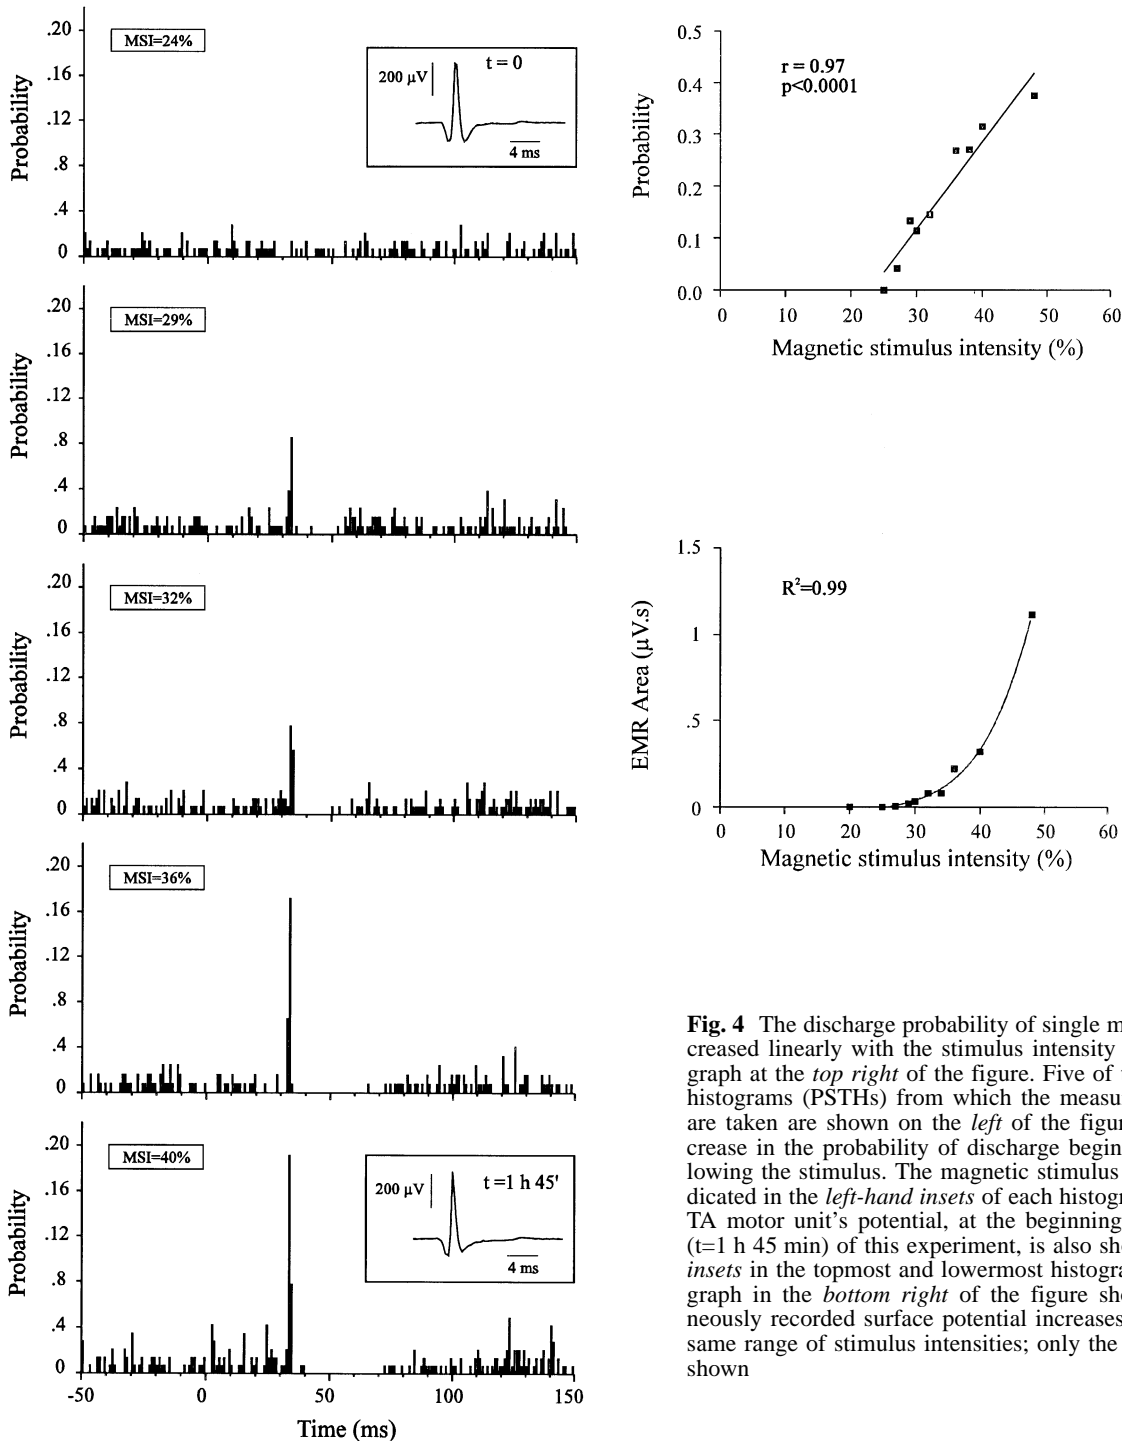 MSI=24%
.20
.16
.12
.8
.4
0
Probability
200 µV
t = 0
4 ms
MSI=29%
.20
.16
.12
.8
.4
0
Probability
MSI=32%
.20
.16
.12
.8
.4
0
Probability
MSI=36%
.20
.16
.12
.8
.4
0
Probability
MSI=40%
.20
.16
.12
.8
.4
0
Probability
200 µV
t =1 h 45'
4 ms
-50 0 50 100 150
Time (ms)
0.5
0.4
0.3
0.2
0.1
0.0
Probability
r = 0.97
p<0.0001
0 10 20 30 40 50 60
Magnetic stimulus intensity (%)
1.5
1
.5
0
EMR Area (µV.s)
R²=0.99
0 10 20 30 40 50 60
Magnetic stimulus intensity (%)
Fig. 4 The discharge probability of single m
creased linearly with the stimulus intensity
graph at the top right of the figure. Five of
histograms (PSTHs) from which the measu
are taken are shown on the left of the figur
crease in the probability of discharge begin
lowing the stimulus. The magnetic stimulus
dicated in the left-hand insets of each histog
TA motor unit's potential, at the beginning
(t=1 h 45 min) of this experiment, is also sh
insets in the topmost and lowermost histogra
graph in the bottom right of the figure sho
neously recorded surface potential increases
same range of stimulus intensities; only the
shown